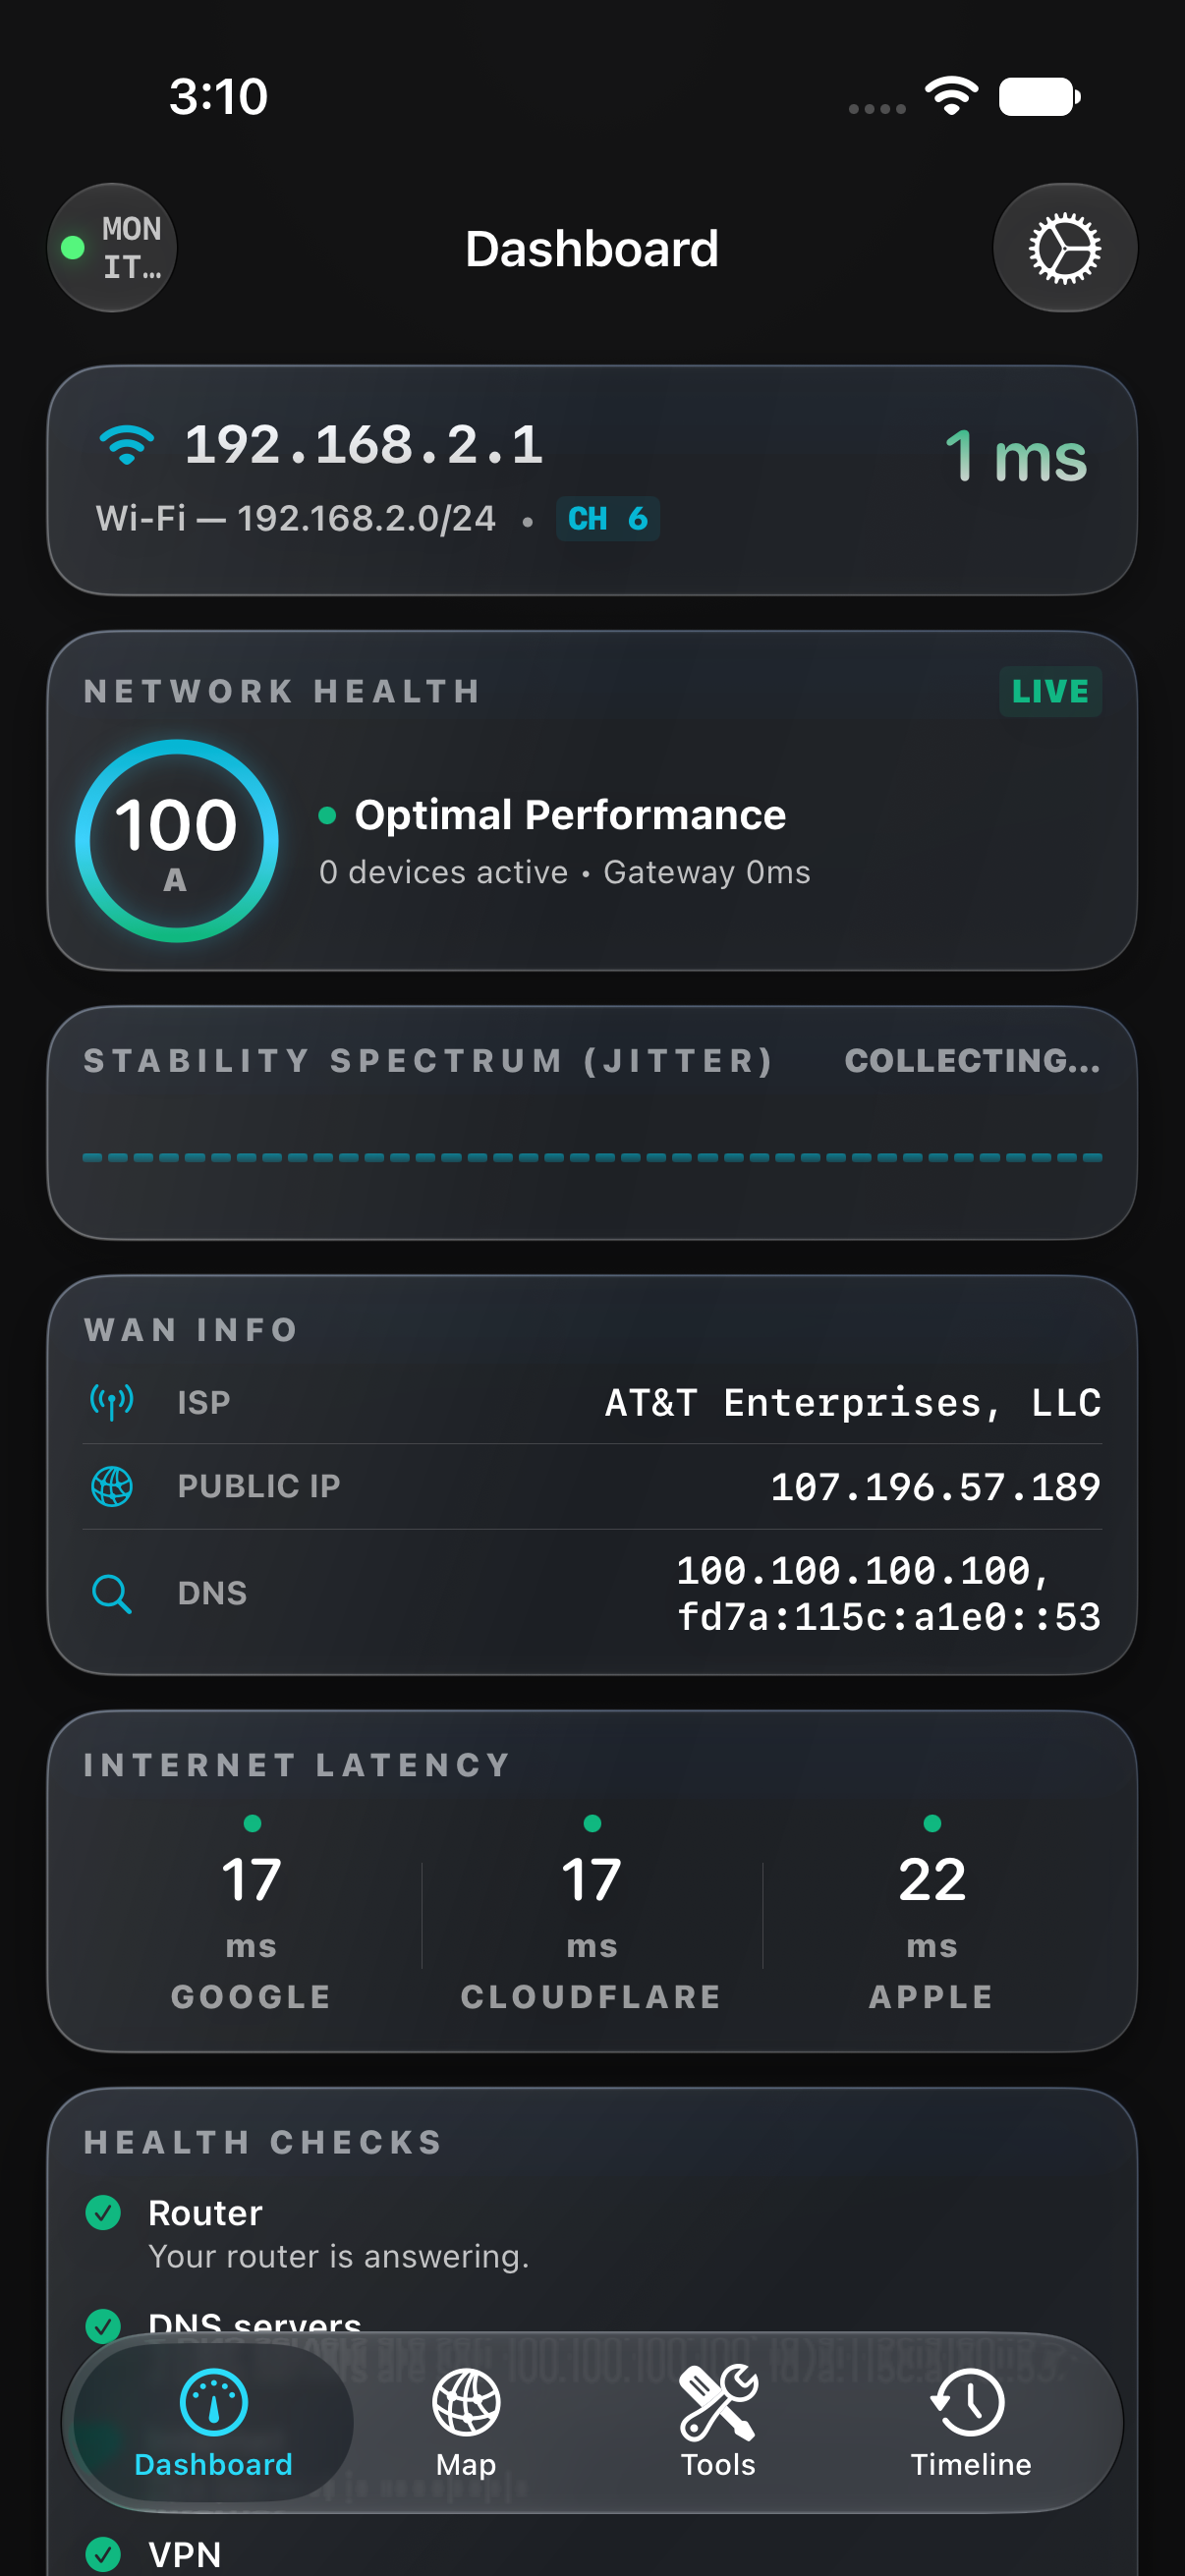 3:10
MON
IT…
Dashboard
192.168.2.1
1 ms
Wi-Fi — 192.168.2.0/24 • CH 6
NETWORK HEALTH
LIVE
100
A
Optimal Performance
0 devices active • Gateway 0ms
STABILITY SPECTRUM (JITTER)
COLLECTING...
WAN INFO
ISP
AT&T Enterprises, LLC
PUBLIC IP
107.196.57.189
DNS
100.100.100.100,
fd7a:115c:a1e0::53
INTERNET LATENCY
17
ms
GOOGLE
17
ms
CLOUDFLARE
22
ms
APPLE
HEALTH CHECKS
Router
Your router is answering.
DNS servers
Dashboard
Map
Tools
Timeline
VPN